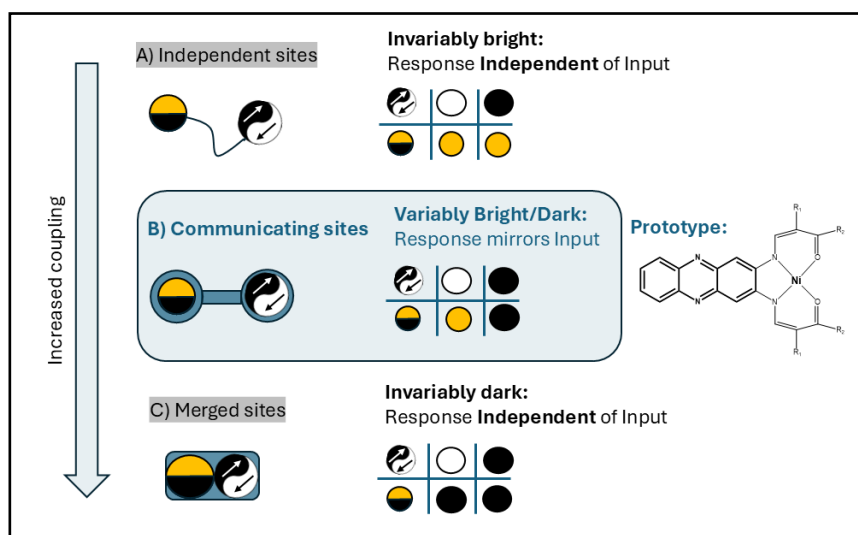 A) Independent sites
Invariably bright:
Response Independent of Input
Increased coupling
B) Communicating sites
Variably Bright/Dark:
Response mirrors Input
Prototype:
R1
R2
N
N
O
Ni
N
N
O
R2
R1
C) Merged sites
Invariably dark:
Response Independent of Input